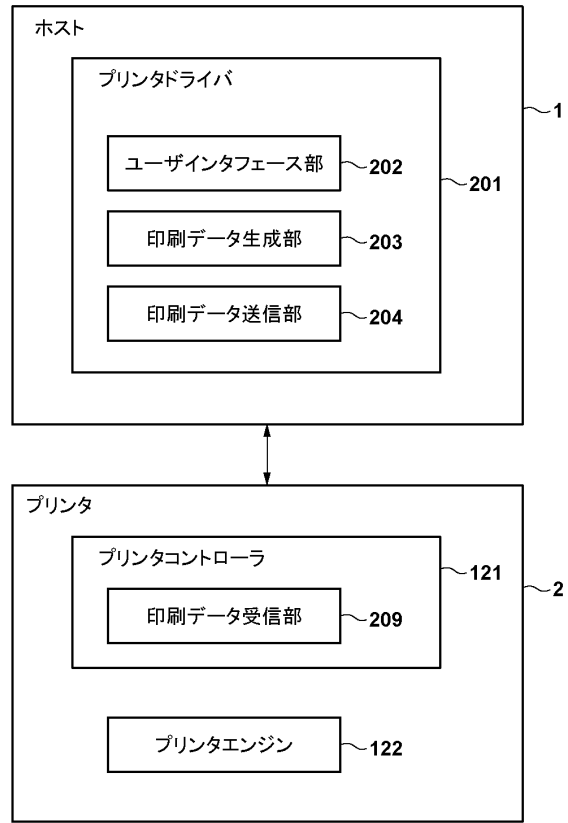 ホスト
プリンタドライバ
1
ユーザインタフェース部
202
201
印刷データ生成部
203
印刷データ送信部
204
プリンタ
プリンタコントローラ
121
印刷データ受信部
209
2
プリンタエンジン
122